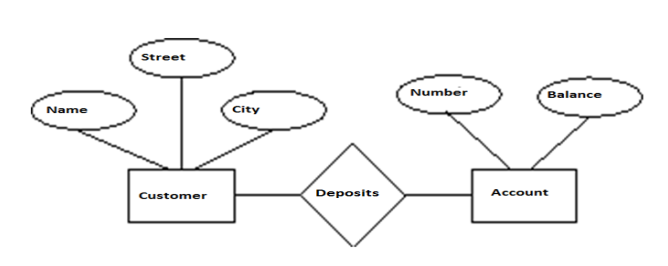 Street
Name
City
Number
Balance
Customer
Deposits
Account